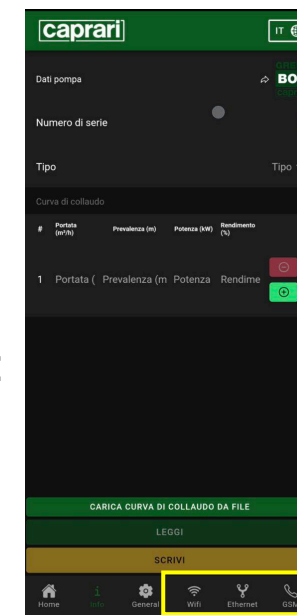 caprari
IT
Dati pompa
BO
Numero di serie
Tipo
Tipo
Curva di collaudo
# Portata (m³/h) Prevalenza (m) Potenza (kW) Rendimento (%)
1 Portata ( Prevalenza (m Potenza Rendime
CARICA CURVA DI COLLAUDO DA FILE
LEGGI
SCRIVI
Home Info General Wifi Ethernet GSM